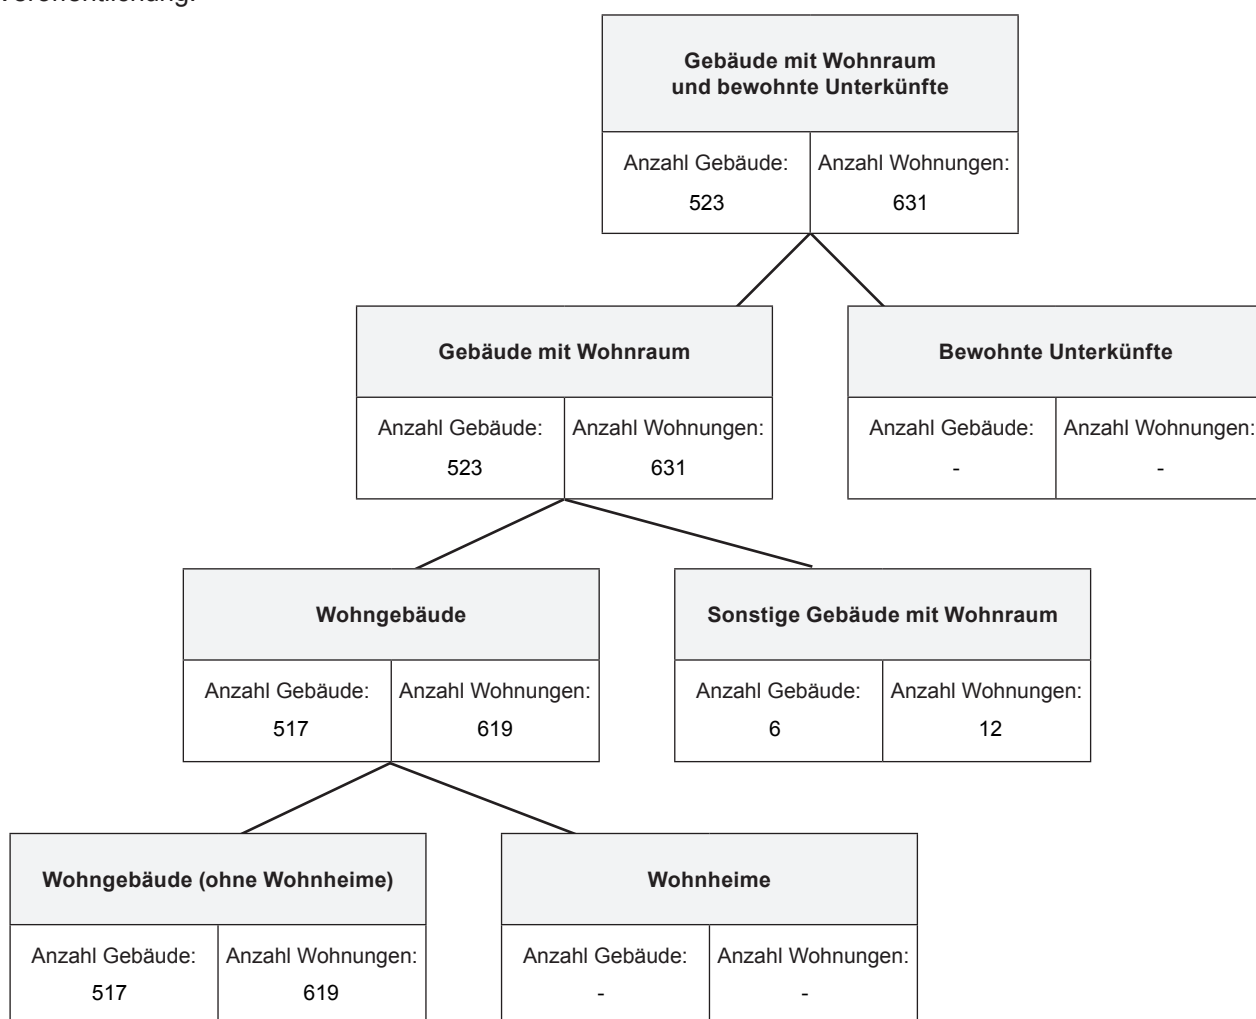 Veröffentlichung.
Gebäude mit Wohnraum
und bewohnte Unterkünfte
Anzahl Gebäude: Anzahl Wohnungen:
523 631
Gebäude mit Wohnraum Bewohnte Unterkünfte
Anzahl Gebäude: Anzahl Wohnungen: Anzahl Gebäude: Anzahl Wohnungen:
523 631 - -
Wohngebäude Sonstige Gebäude mit Wohnraum
Anzahl Gebäude: Anzahl Wohnungen: Anzahl Gebäude: Anzahl Wohnungen:
517 619 6 12
Wohngebäude (ohne Wohnheime) Wohnheime
Anzahl Gebäude: Anzahl Wohnungen: Anzahl Gebäude: Anzahl Wohnungen:
517 619 - -